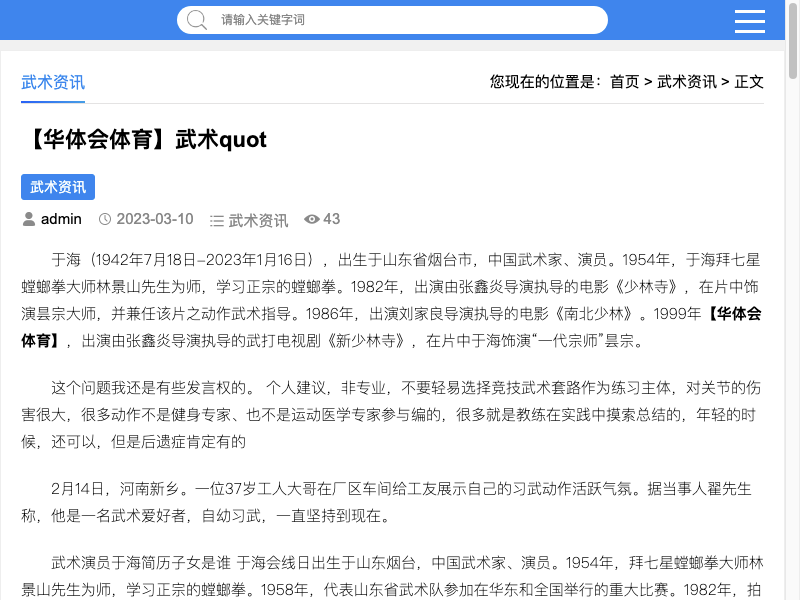 请输入关键字词
武术资讯
您现在的位置是：首页 > 武术资讯 > 正文
【华体会体育】武术quot
武术资讯
admin 2023-03-10 武术资讯 43
于海（1942年7月18日-2023年1月16日），出生于山东省烟台市，中国武术家、演员。1954年，于海拜七星
螳螂拳大师林景山先生为师，学习正宗的螳螂拳。1982年，出演由张鑫炎导演执导的电影《少林寺》，在片中饰
演昙宗大师，并兼任该片之动作武术指导。1986年，出演刘家良导演执导的电影《南北少林》。1999年【华体会
体育】，出演由张鑫炎导演执导的武打电视剧《新少林寺》，在片中于海饰演“一代宗师”昙宗。
这个问题我还是有些发言权的。 个人建议，非专业，不要轻易选择竞技武术套路作为练习主体，对关节的伤
害很大，很多动作不是健身专家、也不是运动医学专家参与编的，很多就是教练在实践中摸索总结的，年轻的时
候，还可以，但是后遗症肯定有的
2月14日，河南新乡。一位37岁工人大哥在厂区车间给工友展示自己的习武动作活跃气氛。据当事人翟先生
称，他是一名武术爱好者，自幼习武，一直坚持到现在。
武术演员于海简历子女是谁 于海会线日出生于山东烟台，中国武术家、演员。1954年，拜七星螳螂拳大师林
景山先生为师，学习正宗的螳螂拳。1958年，代表山东省武术队参加在华东和全国举行的重大比赛。1982年，拍